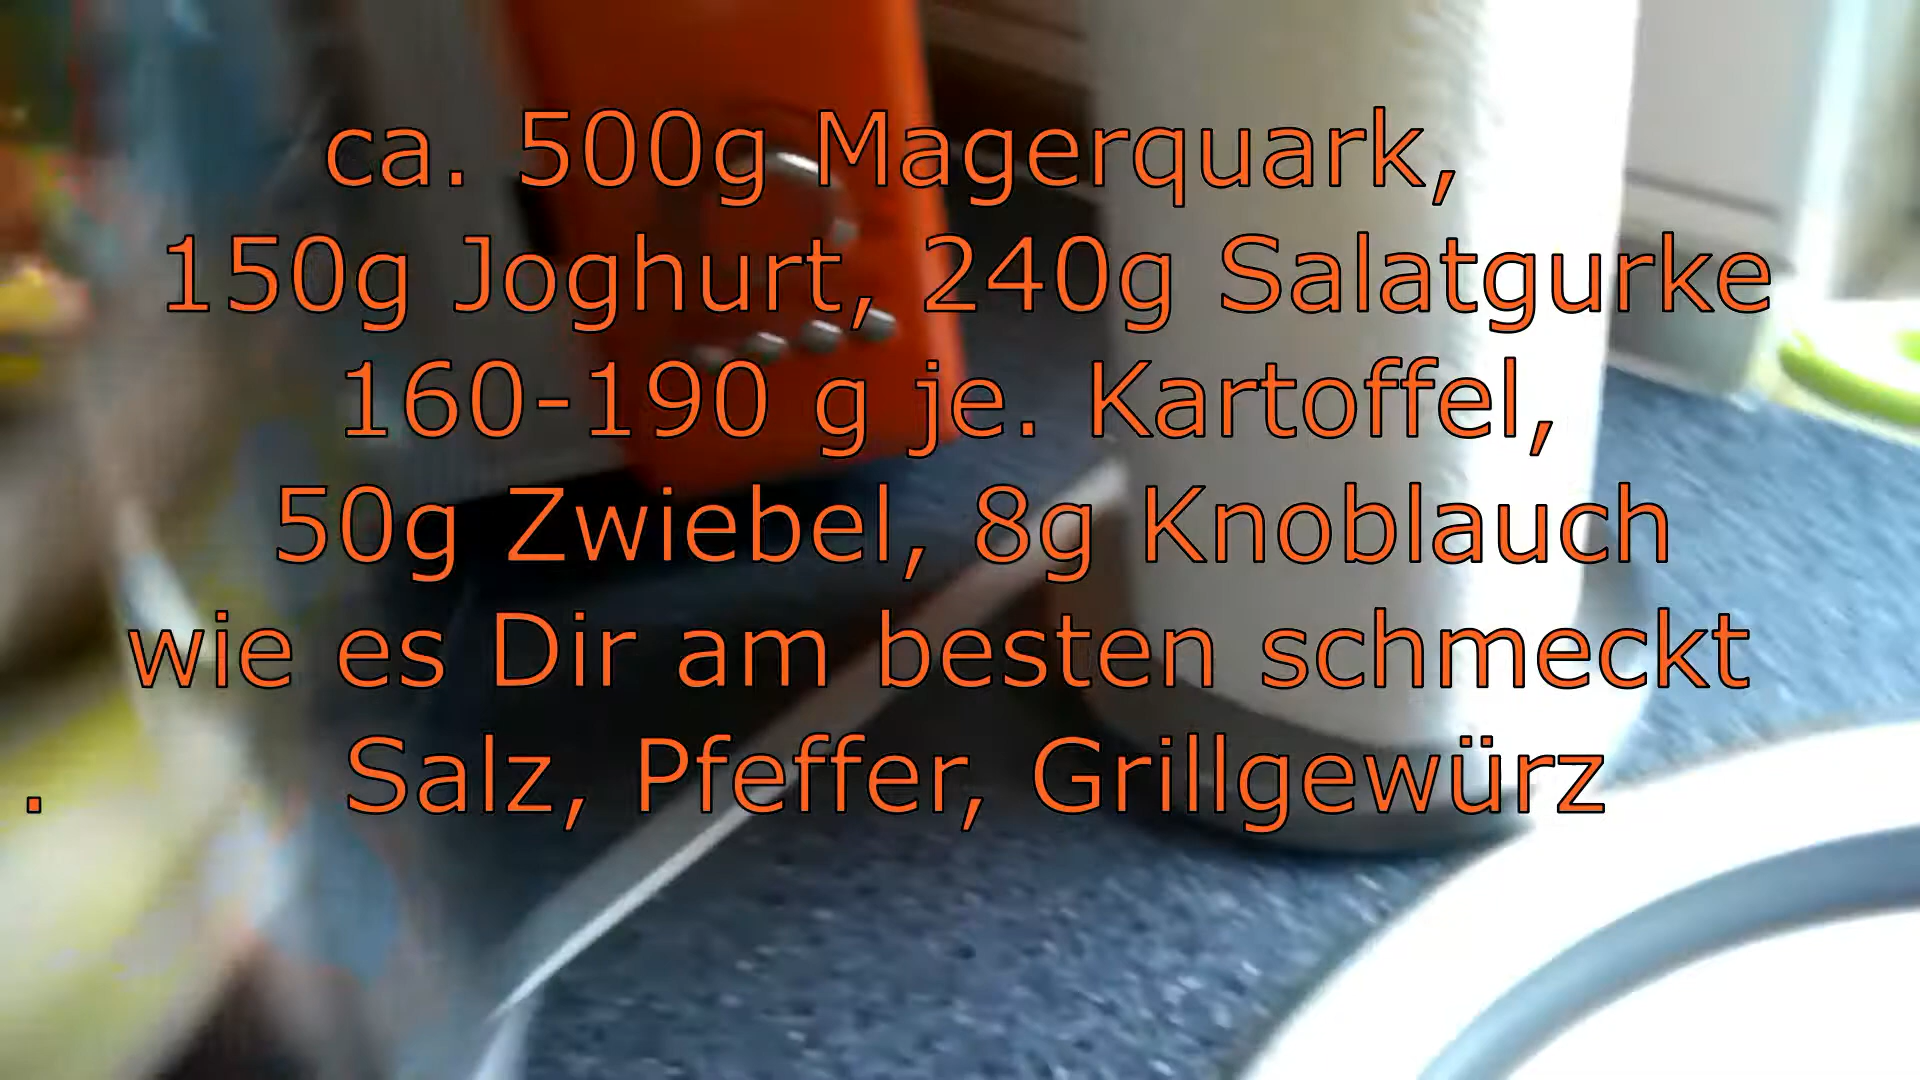 ca. 500g Magerquark,
150g Joghurt, 240g Salatgurke
160-190 g je. Kartoffel,
50g Zwiebel, 8g Knoblauch
wie es Dir am besten schmeckt
. Salz, Pfeffer, Grillgewürz